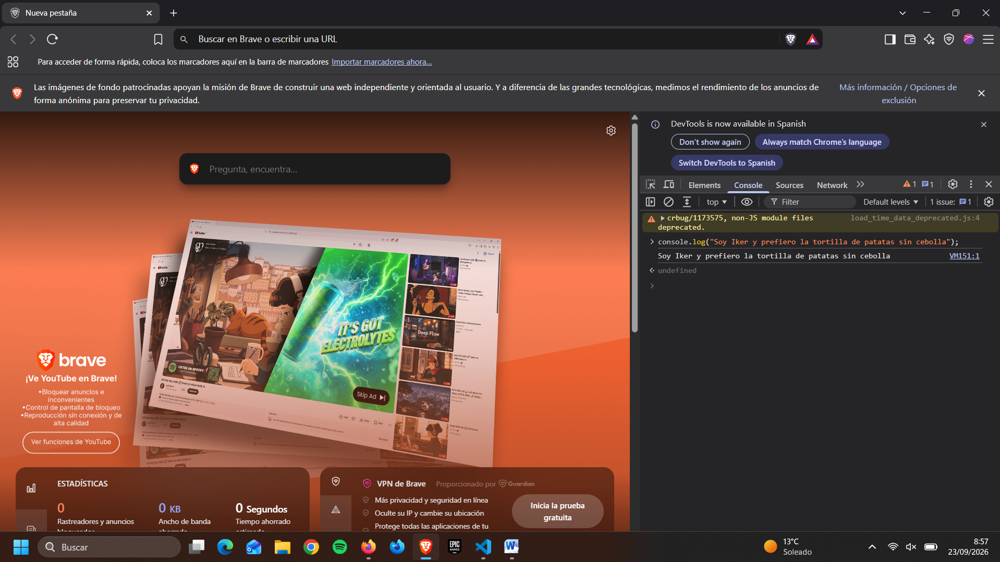 Nueva pestaña
Buscar en Brave o escribir una URL
Para acceder de forma rápida, coloca los marcadores aquí en la barra de marcadores Importar marcadores ahora...
Las imágenes de fondo patrocinadas apoyan la misión de Brave de construir una web independiente y orientada al usuario. Y a diferencia de las grandes tecnológicas, medimos el rendimiento de los anuncios de
forma anónima para preservar tu privacidad.
Más información / Opciones de
exclusión
Pregunta, encuentra...
YouTube
IT'S GOT
ELECTROLYTES
Deep Flow
LISTEN ON SPOTIFY
Skip Ad
brave
¡Ve YouTube en Brave!
•Bloquear anuncios e
inconvenientes
•Control de pantalla de bloqueo
•Reproducción sin conexión y de
alta calidad
Ver funciones de YouTube
ESTADÍSTICAS
0
Rastreadores y anuncios
0 KB
Ancho de banda
0 Segundos
Tiempo ahorrado
VPN de Brave
Proporcionado por Guardian
Más privacidad y seguridad en línea
Oculte su IP y cambie su ubicación
Protege todas las aplicaciones de tu
Inicia la prueba
gratuita
DevTools is now available in Spanish
Don't show again
Always match Chrome's language
Switch DevTools to Spanish
Elements
Console
Sources
Network
1
1
top
Filter
Default levels
1 issue: 1
crbug/1173575, non-JS module files
deprecated.
load_time_data_deprecated.js:4
console.log("Soy Iker y prefiero la tortilla de patatas sin cebolla");
Soy Iker y prefiero la tortilla de patatas sin cebolla
VM151:1
undefined
Buscar
EPIC
GAMES
13°C
Soleado
8:57
23/09/2026